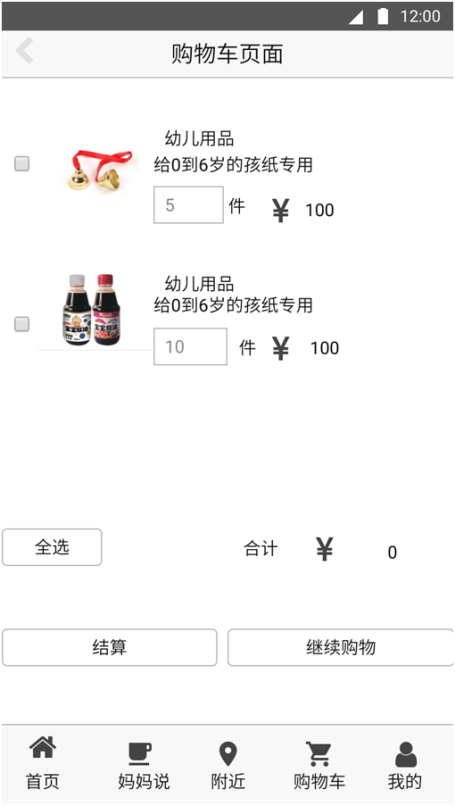 12:00
购物车页面
幼儿用品
给0到6岁的孩纸专用
5 件 ¥ 100
幼儿用品
给0到6岁的孩纸专用
10 件 ¥ 100
全选 合计 ¥ 0
结算 继续购物
首页 妈妈说 附近 购物车 我的